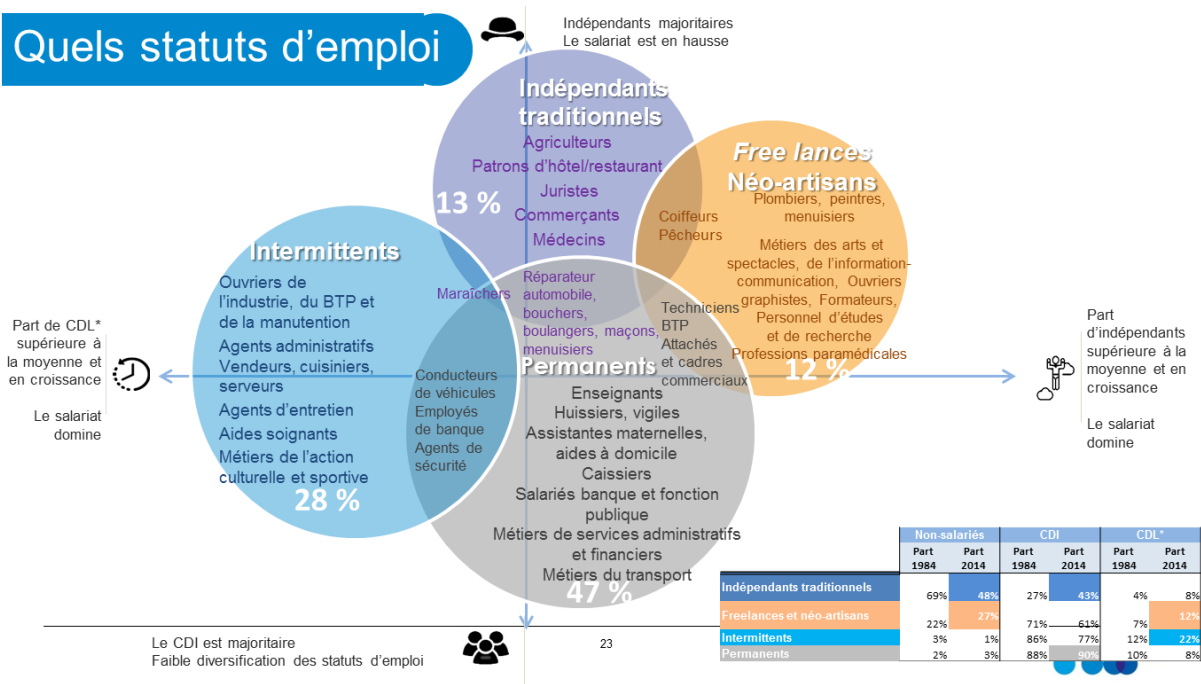 Quels statuts d’emploi
Indépendants majoritaires
Le salariat est en hausse
Indépendants
traditionnels
Agriculteurs
Patrons d’hôtel/restaurant
Juristes
Commerçants
Médecins
13 %
Free lances
Néo-artisans
Plombiers, peintres,
menuisiers
Métiers des arts et
spectacles, de l’information-
communication, Ouvriers
graphistes, Formateurs,
Personnel d’études
et de recherche
Professions paramédicales
12 %
Coiffeurs
Pêcheurs
Intermittents
Ouvriers de
l’industrie, du BTP et
de la manutention
Agents administratifs
Vendeurs, cuisiniers,
serveurs
Agents d’entretien
Aides soignants
Métiers de l’action
culturelle et sportive
28 %
Maraîchers
Réparateur
automobile,
bouchers,
boulangers, maçons,
menuisiers
Techniciens
BTP
Attachés
et cadres
commerciaux
Conducteurs
de véhicules
Employés
de banque
Agents de
sécurité
Permanents
Enseignants
Huissiers, vigiles
Assistantes maternelles,
aides à domicile
Caissiers
Salariés banque et fonction
publique
Métiers de services administratifs
et financiers
Métiers du transport
47 %
Part de CDL*
supérieure à
la moyenne et
en croissance
Le salariat
domine
Part
d’indépendants
supérieure à la
moyenne et en
croissance
Le salariat
domine
Non-salariés CDI CDL*
Part 1984 Part 2014 Part 1984 Part 2014 Part 1984 Part 2014
Indépendants traditionnels 69% 48% 27% 43% 4% 8%
Freelances et néo-artisans 22% 27% 71% 61% 7% 12%
Intermittents 3% 1% 86% 77% 12% 22%
Permanents 2% 3% 88% 90% 10% 8%
Le CDI est majoritaire
Faible diversification des statuts d’emploi
23